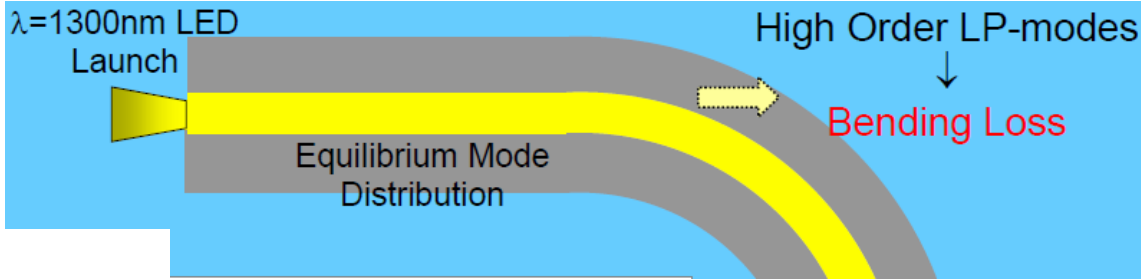 λ=1300nm LED
Launch
High Order LP-modes
↓
Bending Loss
Equilibrium Mode
Distribution